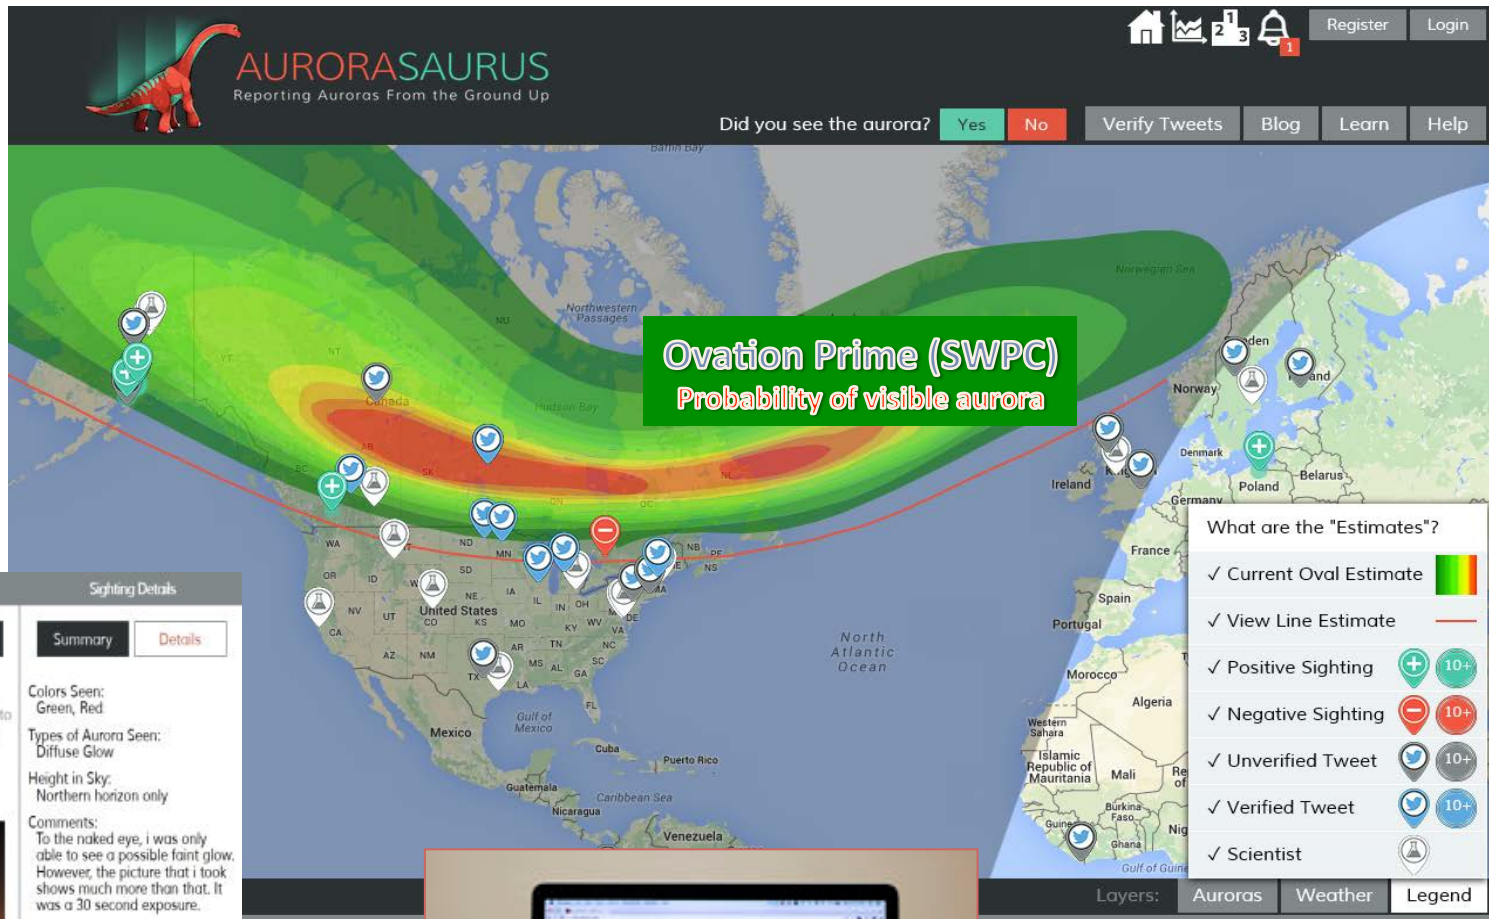 AURORASAURUS
Reporting Auroras From the Ground Up
1
2
3
1
Register
Login
Did you see the aurora?
Yes
No
Verify Tweets
Blog
Learn
Help
Baffin Bay
Norwegian Sea
Northwestern
Passages
NU
YT
NT
Ovation Prime (SWPC)
Probability of visible aurora
Canada
Hudson Bay
Norway
AB
BC
SK
ON
QC
NL
Denmark
Ireland
Poland
Belarus
Germany
France
Spain
Portugal
WA
ND
MN
NB
PE
NS
OR
ID
SD
NE
IA
IL
IN
OH
MA
NV
UT
CO
United States
KS
MO
KY
WV
VA
DE
CA
AZ
NM
AR
TN
NC
SC
TX
MS
AL
GA
LA
FL
North
Atlantic
Ocean
Morocco
Algeria
Western
Sahara
Islamic
Republic of
Mauritania
Mali
Burkina
Faso
Ghana
Gulf of Guine
Mexico
Gulf of
Mexico
Cuba
Puerto Rico
Guatemala
Caribbean Sea
Nicaragua
Venezuela
What are the "Estimates"?
✓ Current Oval Estimate
✓ View Line Estimate
✓ Positive Sighting
10+
✓ Negative Sighting
10+
✓ Unverified Tweet
10+
✓ Verified Tweet
10+
✓ Scientist
Layers:
Auroras
Weather
Legend
Sighting Details
Summary
Details
Colors Seen:
Green, Red
Types of Aurora Seen:
Diffuse Glow
Height in Sky:
Northern horizon only
Comments:
To the naked eye, i was only
able to see a possible faint glow.
However, the picture that i took
shows much more than that. It
was a 30 second exposure.